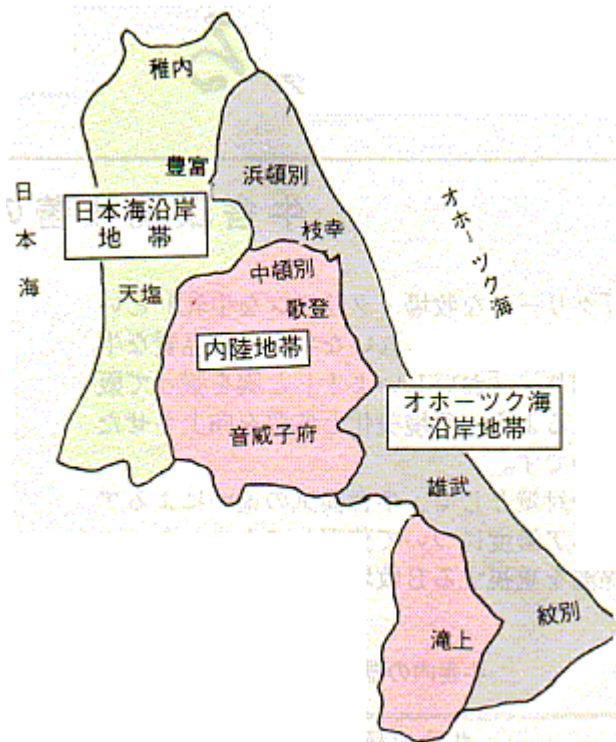 稚内
豊富
浜頓別
日本海
日本海沿岸
地帯
オホーツク海
枝幸
中頓別
天塩
歌登
内陸地帯
オホーツク海
沿岸地帯
音威子府
雄武
紋別
滝上